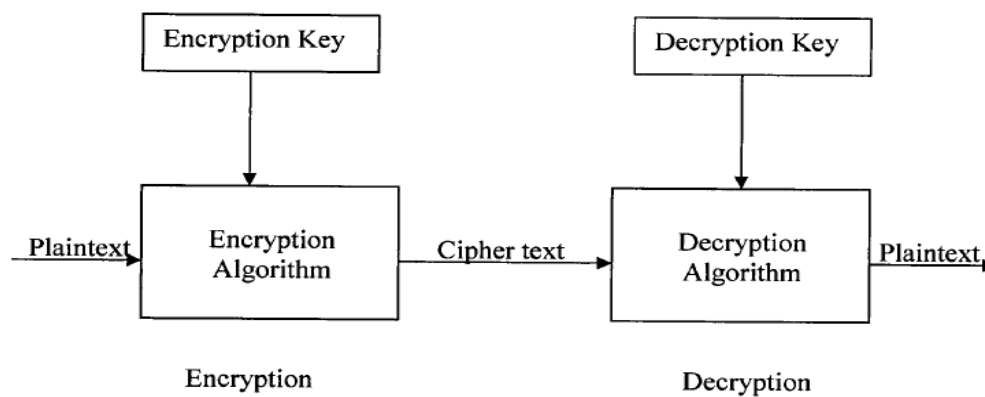 Encryption Key
Decryption Key
Plaintext
Encryption
Algorithm
Cipher text
Decryption
Algorithm
Plaintext
Encryption
Decryption